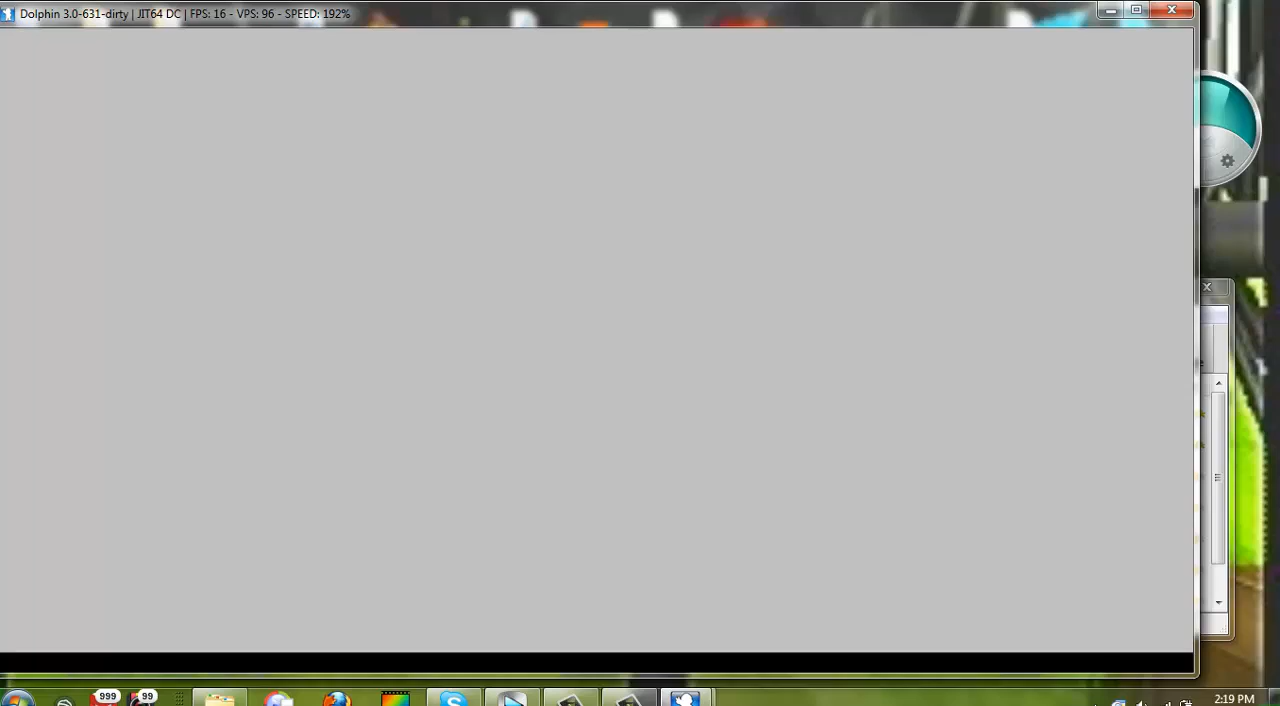 Dolphin 3.0-631-dirty | JIT64 DC | FPS: 16 - VPS: 96 - SPEED: 192%
999
99
2:19 PM